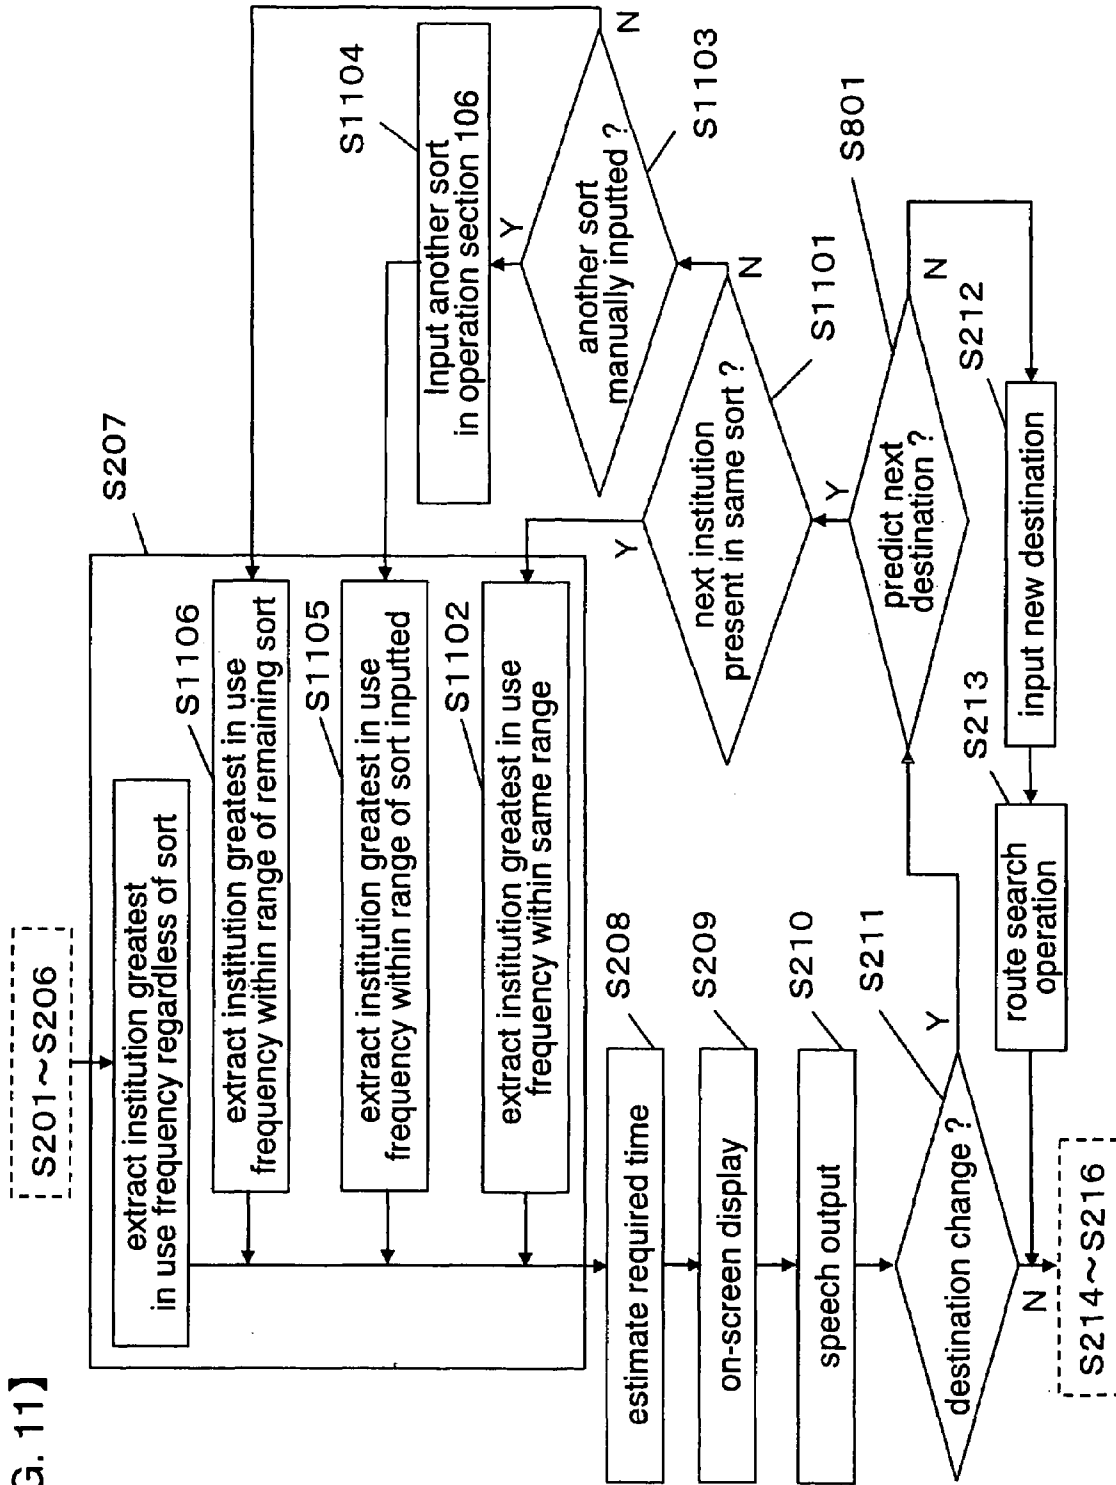 G. 11】
S201～S206
S207
extract institution greatest
in use frequency regardless of sort
S1106
extract institution greatest in use
frequency within range of remaining sort
S1105
extract institution greatest in use
frequency within range of sort inputted
S1102
extract institution greatest in use
frequency within same range
S1104
Input another sort
in operation section 106
Y
N
S1103
another sort
manually inputted ?
Y
N
S1101
next institution
present in same sort ?
Y
N
S801
predict next
destination ?
S208
estimate required time
S209
on-screen display
S210
speech output
S211
destination change ?
Y
N
S212
input new destination
S213
route search
operation
S214～S216